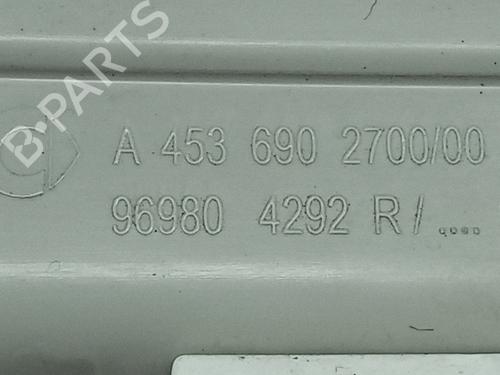 B-PARTS
A 453 690 2700/00
96980 4292 R / ....